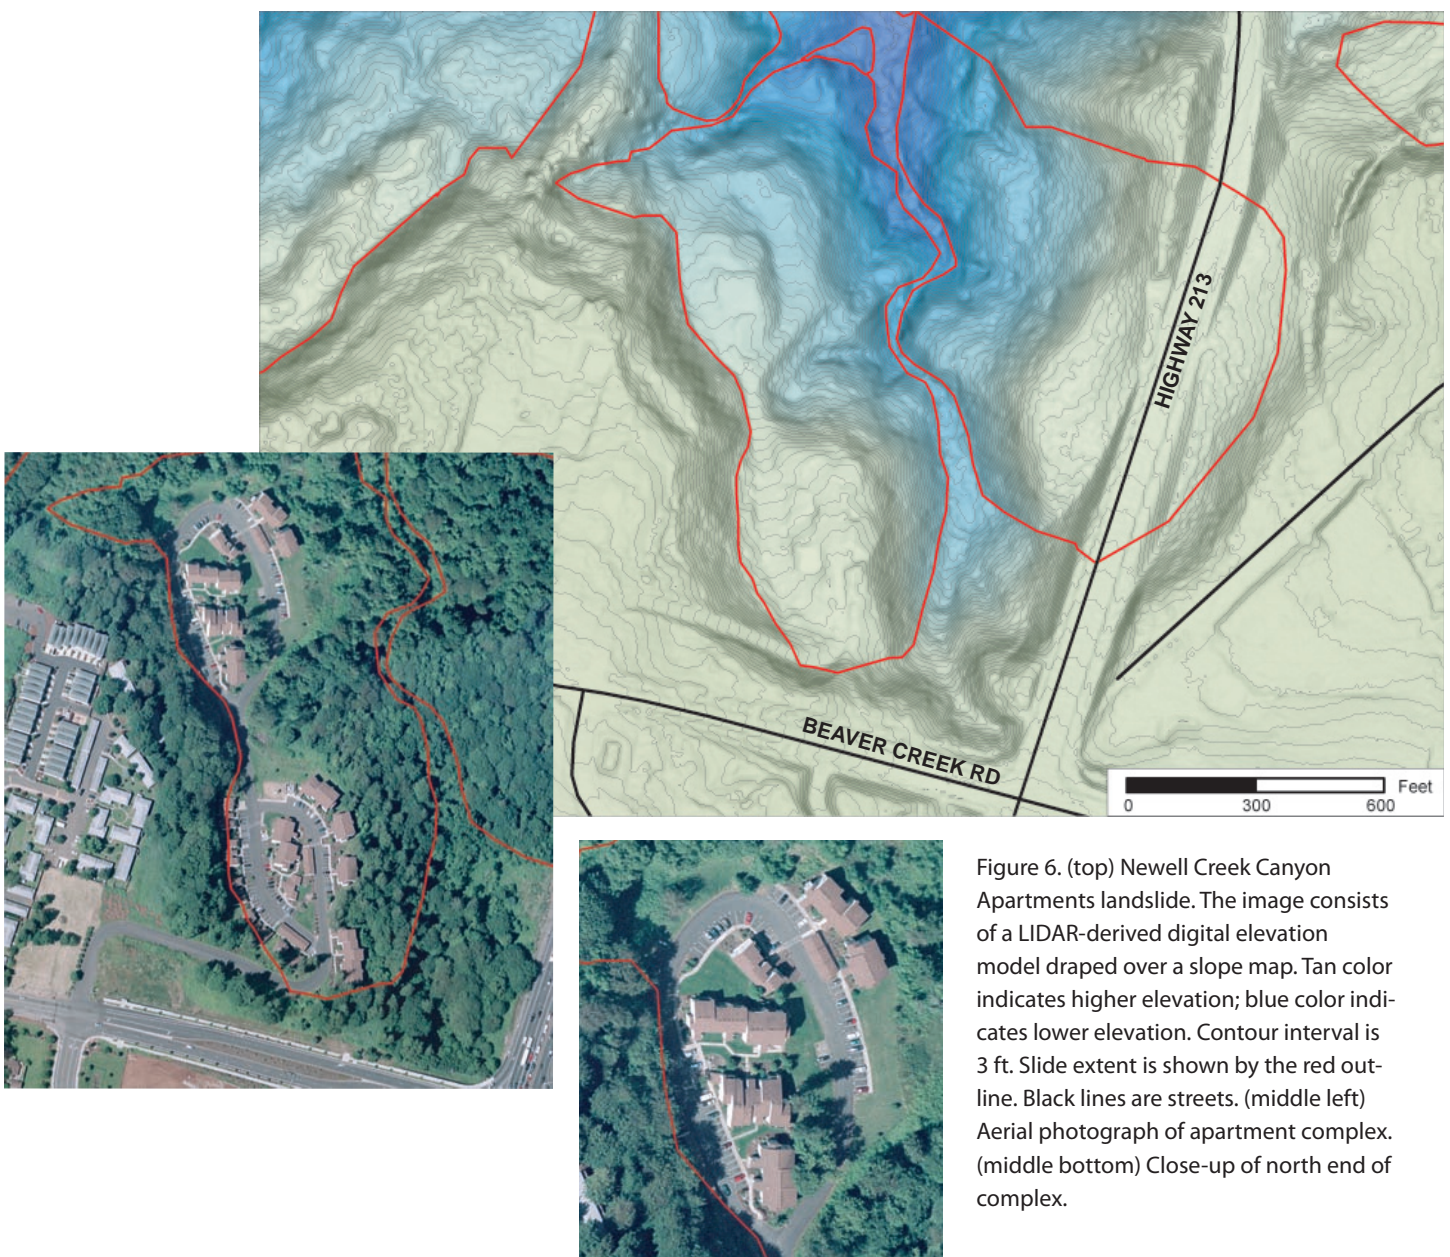 HIGHWAY 213
BEAVER CREEK RD
Feet
0 300 600
Figure 6. (top) Newell Creek Canyon
Apartments landslide. The image consists
of a LIDAR-derived digital elevation
model draped over a slope map. Tan color
indicates higher elevation; blue color indi-
cates lower elevation. Contour interval is
3 ft. Slide extent is shown by the red out-
line. Black lines are streets. (middle left)
Aerial photograph of apartment complex.
(middle bottom) Close-up of north end of
complex.